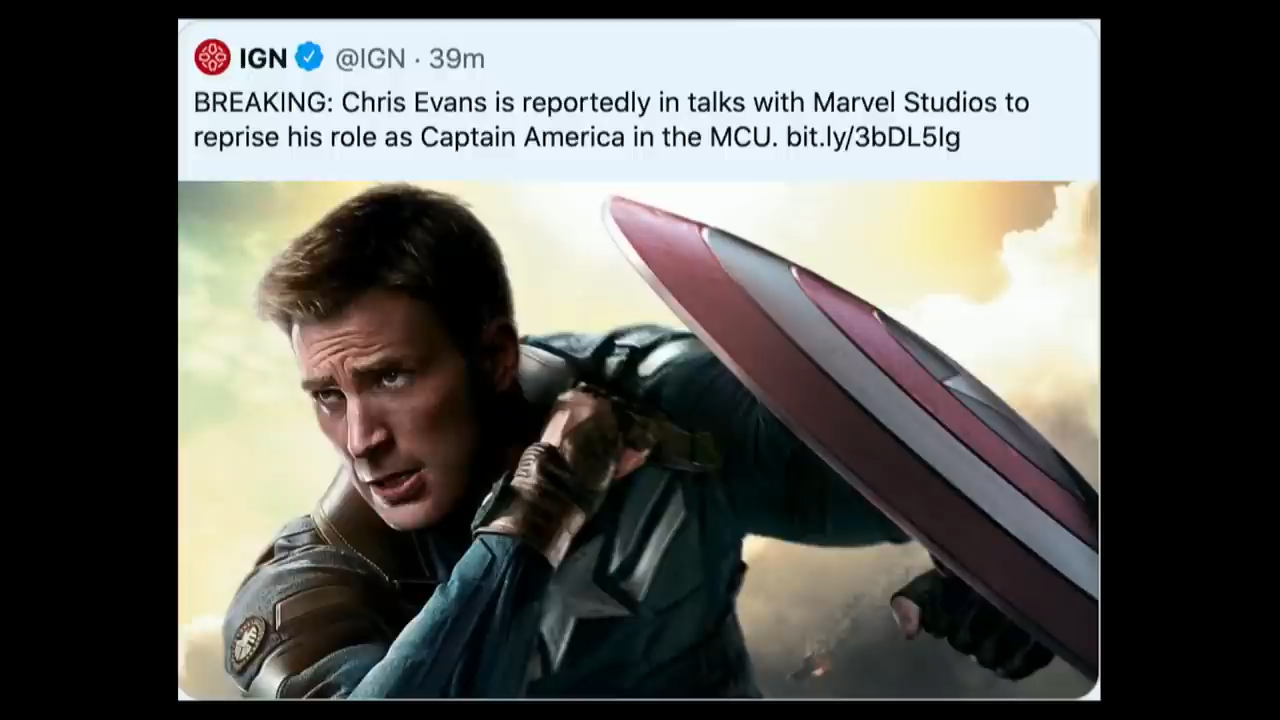 IGN @IGN · 39m
BREAKING: Chris Evans is reportedly in talks with Marvel Studios to
reprise his role as Captain America in the MCU. bit.ly/3bDL5Ig